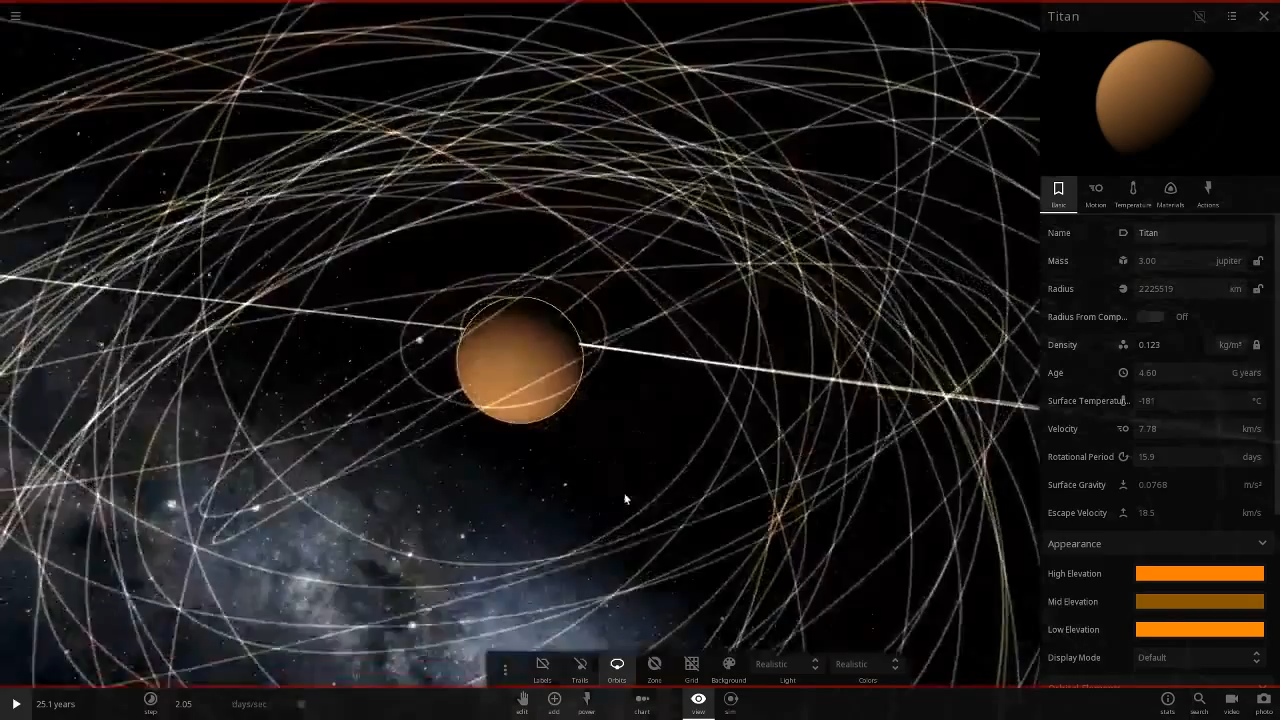 Titan
Basic Motion Temperature Materials Actions
Name Titan
Mass 3.00 Jupiter
Radius 2225519 km
Radius From Comp... Off
Density 0.123 kg/m³
Age 4.60 G years
Surface Temperatu... -181 °C
Velocity 7.78 km/s
Rotational Period 15.9 days
Surface Gravity 0.0768 m/s²
Escape Velocity 18.5 km/s
Appearance
High Elevation
Mid Elevation
Low Elevation
Display Mode Default
Realistic Realistic
Labels Trails Orbits Zone Grid Background Light Colors
25.1 years step 2.05 days/sec edit add power chart view sim stats search video photo